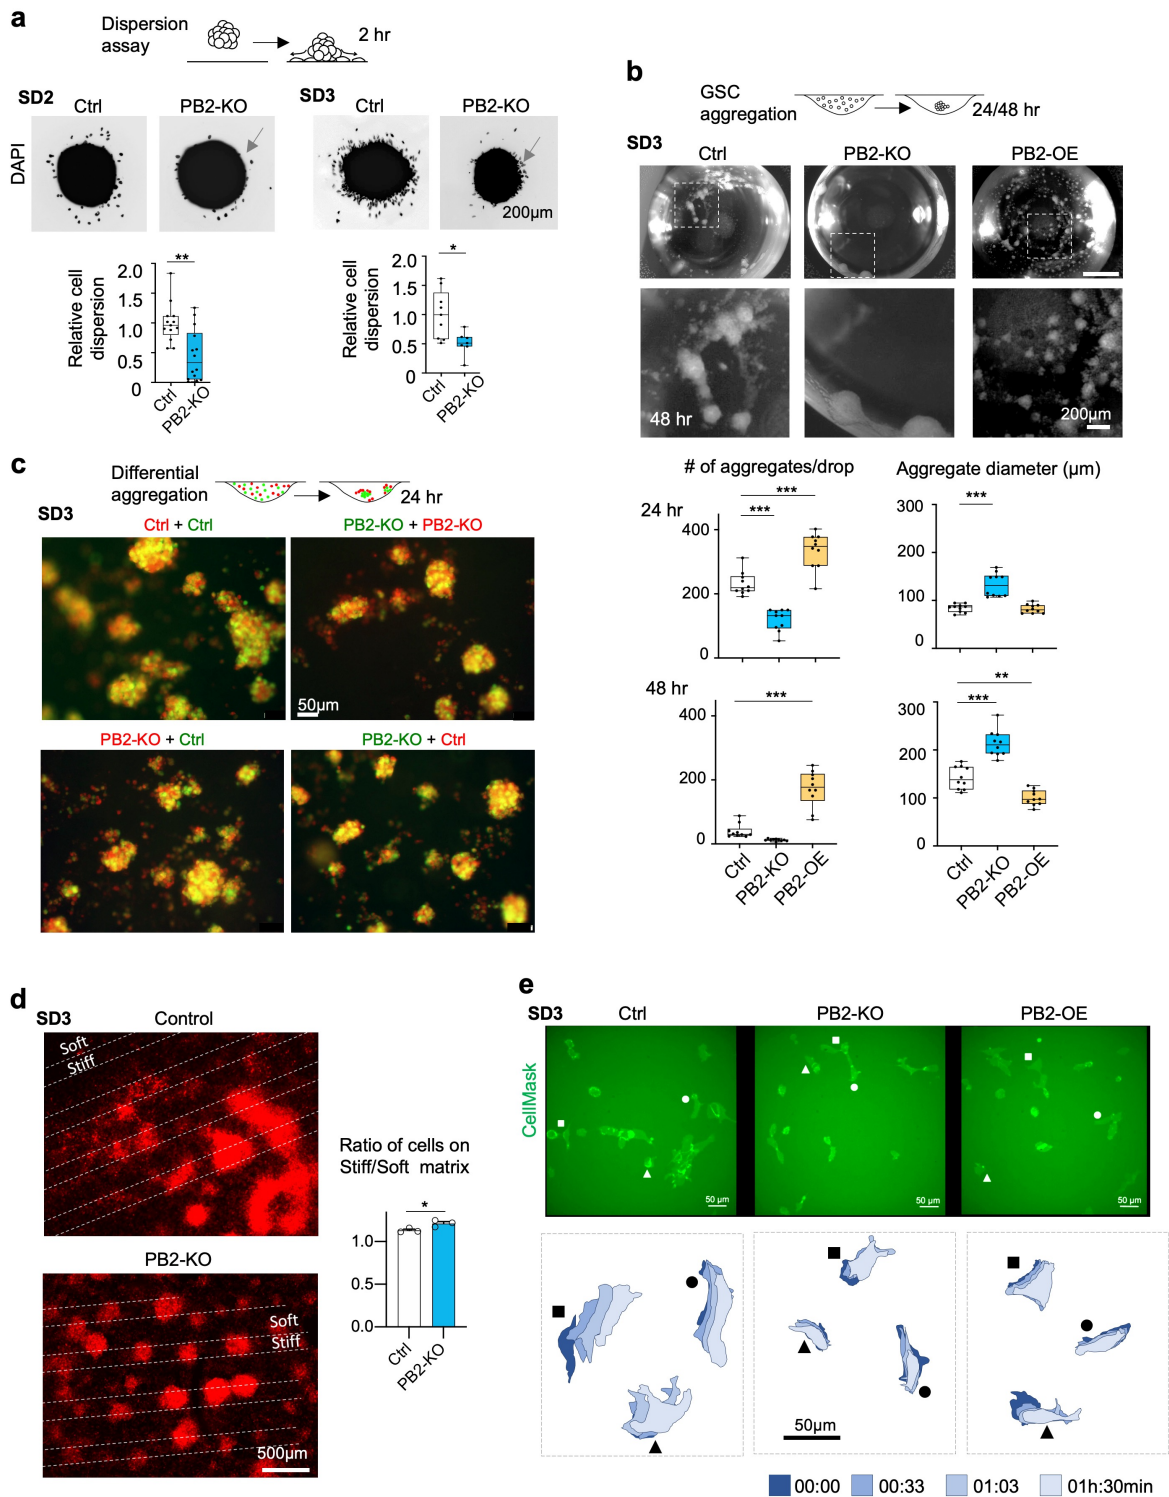 a
Dispersion
assay
2 hr
SD2
Ctrl
PB2-KO
SD3
Ctrl
PB2-KO
DAPI
200µm
Relative cell
dispersion
2.0
1.5
1.0
0.5
0
**
Ctrl
PB2-KO
Relative cell
dispersion
2.0
1.5
1.0
0.5
0
*
Ctrl
PB2-KO
b
GSC
aggregation
24/48 hr
SD3
Ctrl
PB2-KO
PB2-OE
48 hr
200µm
# of aggregates/drop
Aggregate diameter (µm)
24 hr
400
200
0
***
***
300
200
100
0
***
48 hr
400
200
0
***
Ctrl
PB2-KO
PB2-OE
300
200
100
0
**
***
Ctrl
PB2-KO
PB2-OE
c
Differential
aggregation
24 hr
SD3
Ctrl + Ctrl
PB2-KO + PB2-KO
50µm
PB2-KO + Ctrl
PB2-KO + Ctrl
d
SD3
Control
Soft
Stiff
PB2-KO
Soft
Stiff
500µm
Ratio of cells on
Stiff/Soft matrix
*
1.0
0.5
0.0
Ctrl
PB2-KO
e
SD3
Ctrl
PB2-KO
PB2-OE
CellMask
50 µm
50 µm
50 µm
50µm
00:00
00:33
01:03
01h:30min